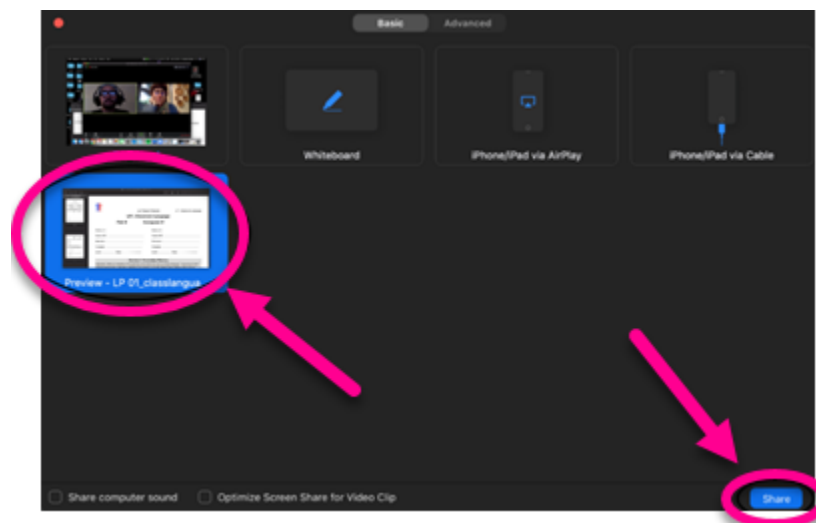 Basic Advanced
Whiteboard iPhone/iPad via AirPlay iPhone/iPad via Cable
Preview - LP 01_classlangua
Share computer sound Optimize Screen Share for Video Clip Share